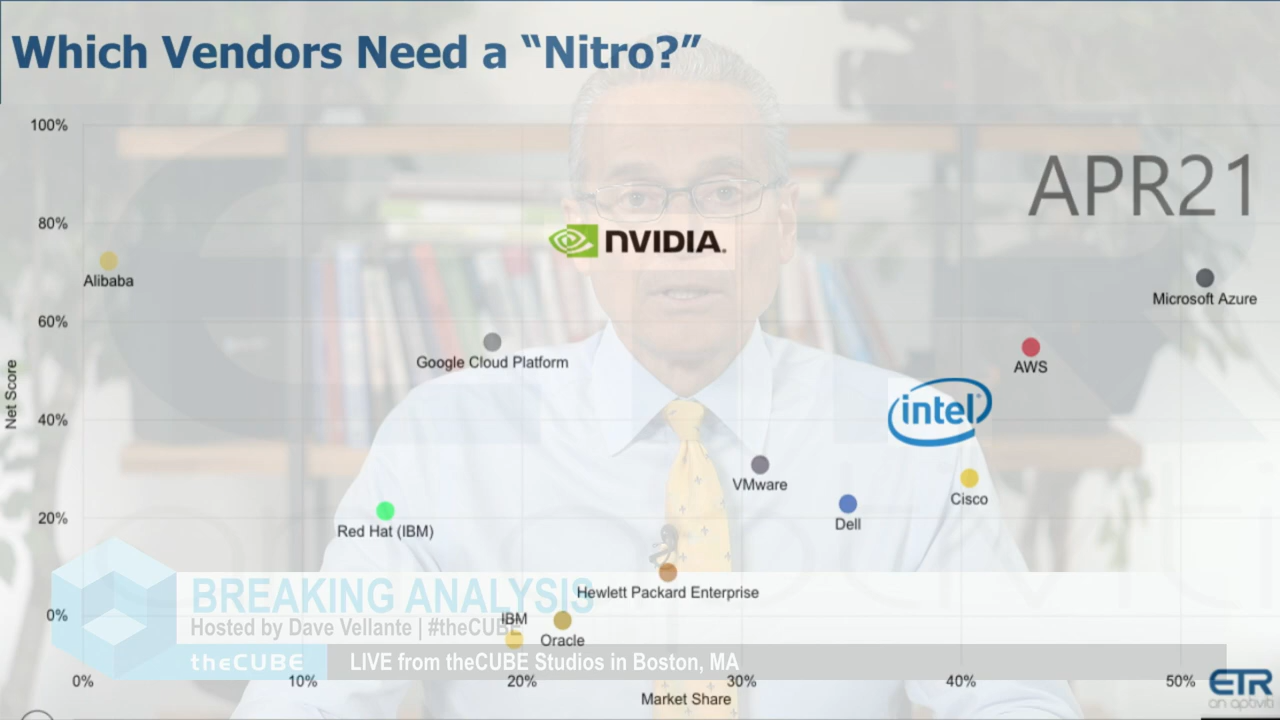 Which Vendors Need a “Nitro?”
100%
APR21
80%
NVIDIA.
Alibaba
Microsoft Azure
60%
Google Cloud Platform
AWS
Net Score
40%
intel
VMware
Cisco
20%
Dell
Red Hat (IBM)
BREAKING ANALYSIS
Hewlett Packard Enterprise
0%
IBM
Hosted by Dave Vellante | #theCUBE
Oracle
theCUBE
LIVE from theCUBE Studios in Boston, MA
0% 10% 20% 30% 40% 50%
Market Share
ETR
an aptiviti